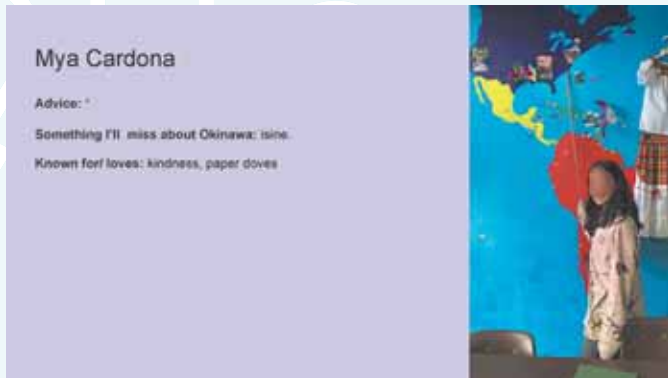 Mya Cardona
Advice: "
Something I'll miss about Okinawa: isine.
Known for/ loves: kindness, paper doves